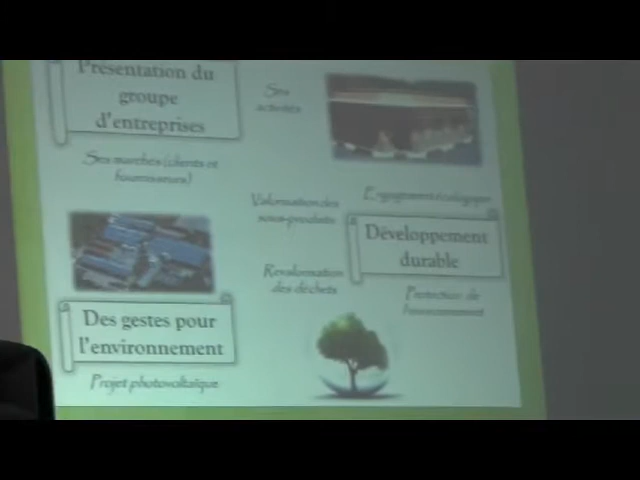 Présentation du
groupe
d'entreprises
Ses
activités
Ses marchés (clients et
fournisseurs)
Valorisation des
sous-produits
Engagement écologique
Développement
durable
Revalorisation
des déchets
Protection de
l'environnement
Des gestes pour
l'environnement
Projet photovoltaïque